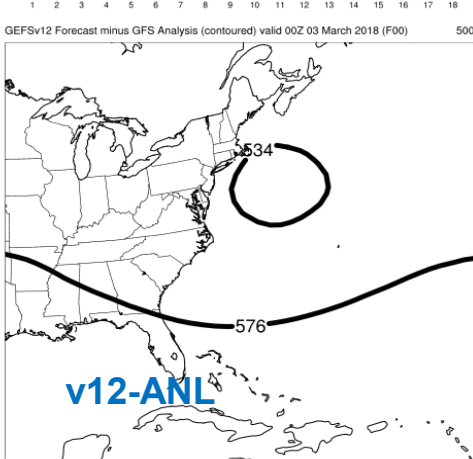 1 2 3 4 5 6 7 8 9 10 11 12 13 14 15 16 17 18
GEFSv12 Forecast minus GFS Analysis (contoured) valid 00Z 03 March 2018 (F00) 500
534
576
v12-ANL